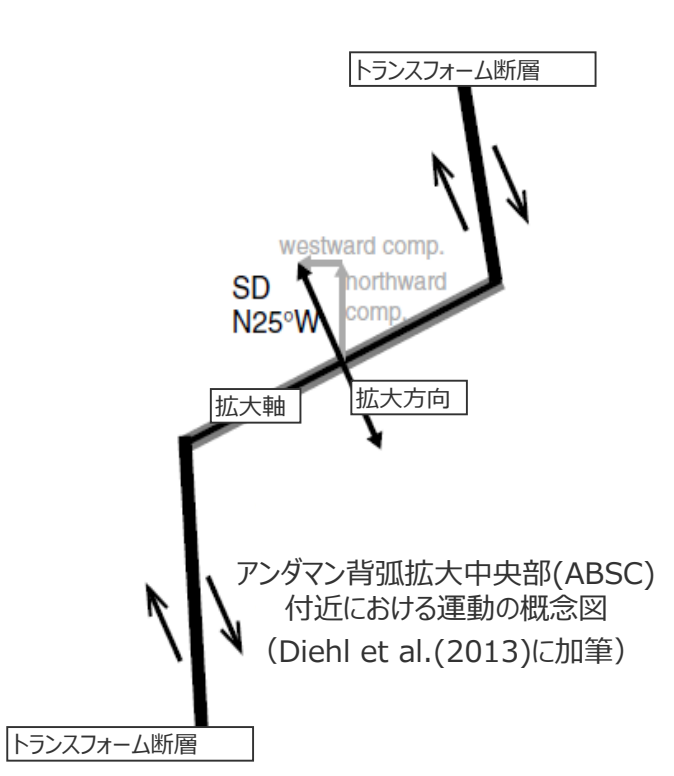 トランスフォーム断層
westward comp.
SD
northward
N25°W
comp.
拡大軸
拡大方向
アンダマン背弧拡大中央部(ABSC)
付近における運動の概念図
（Diehl et al.(2013)に加筆）
トランスフォーム断層